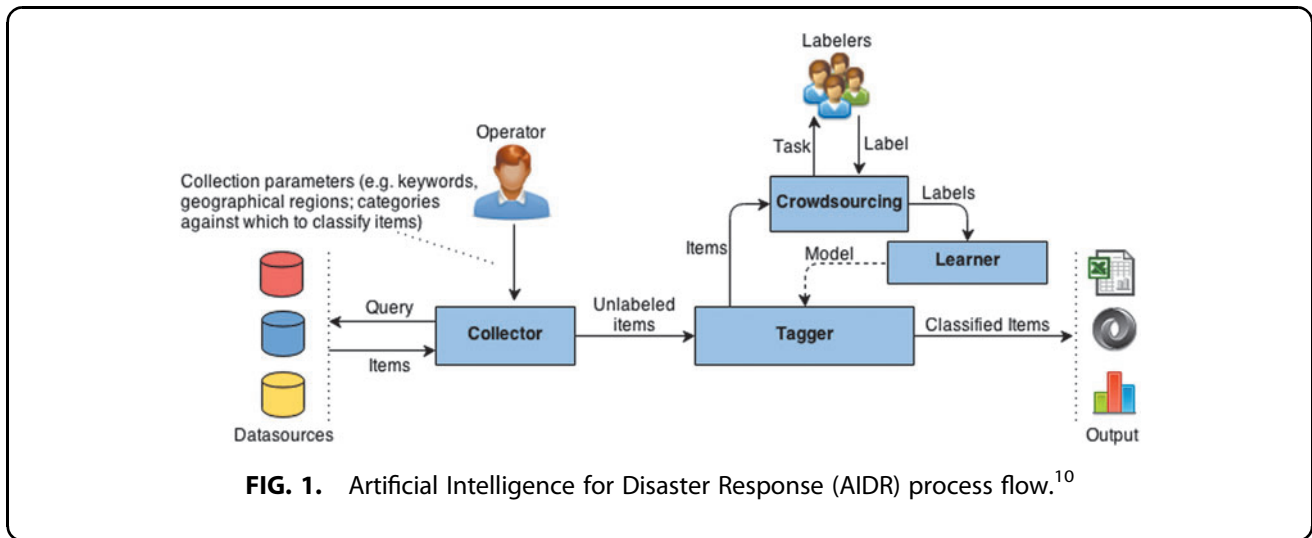 Labelers
Operator
Task
Label
Collection parameters (e.g. keywords,
geographical regions; categories
against which to classify items)
Crowdsourcing
Labels
Items
Model
Learner
Query
Collector
Unlabeled
items
Tagger
Classified Items
Items
Datasources
Output
FIG. 1. Artificial Intelligence for Disaster Response (AIDR) process flow.10